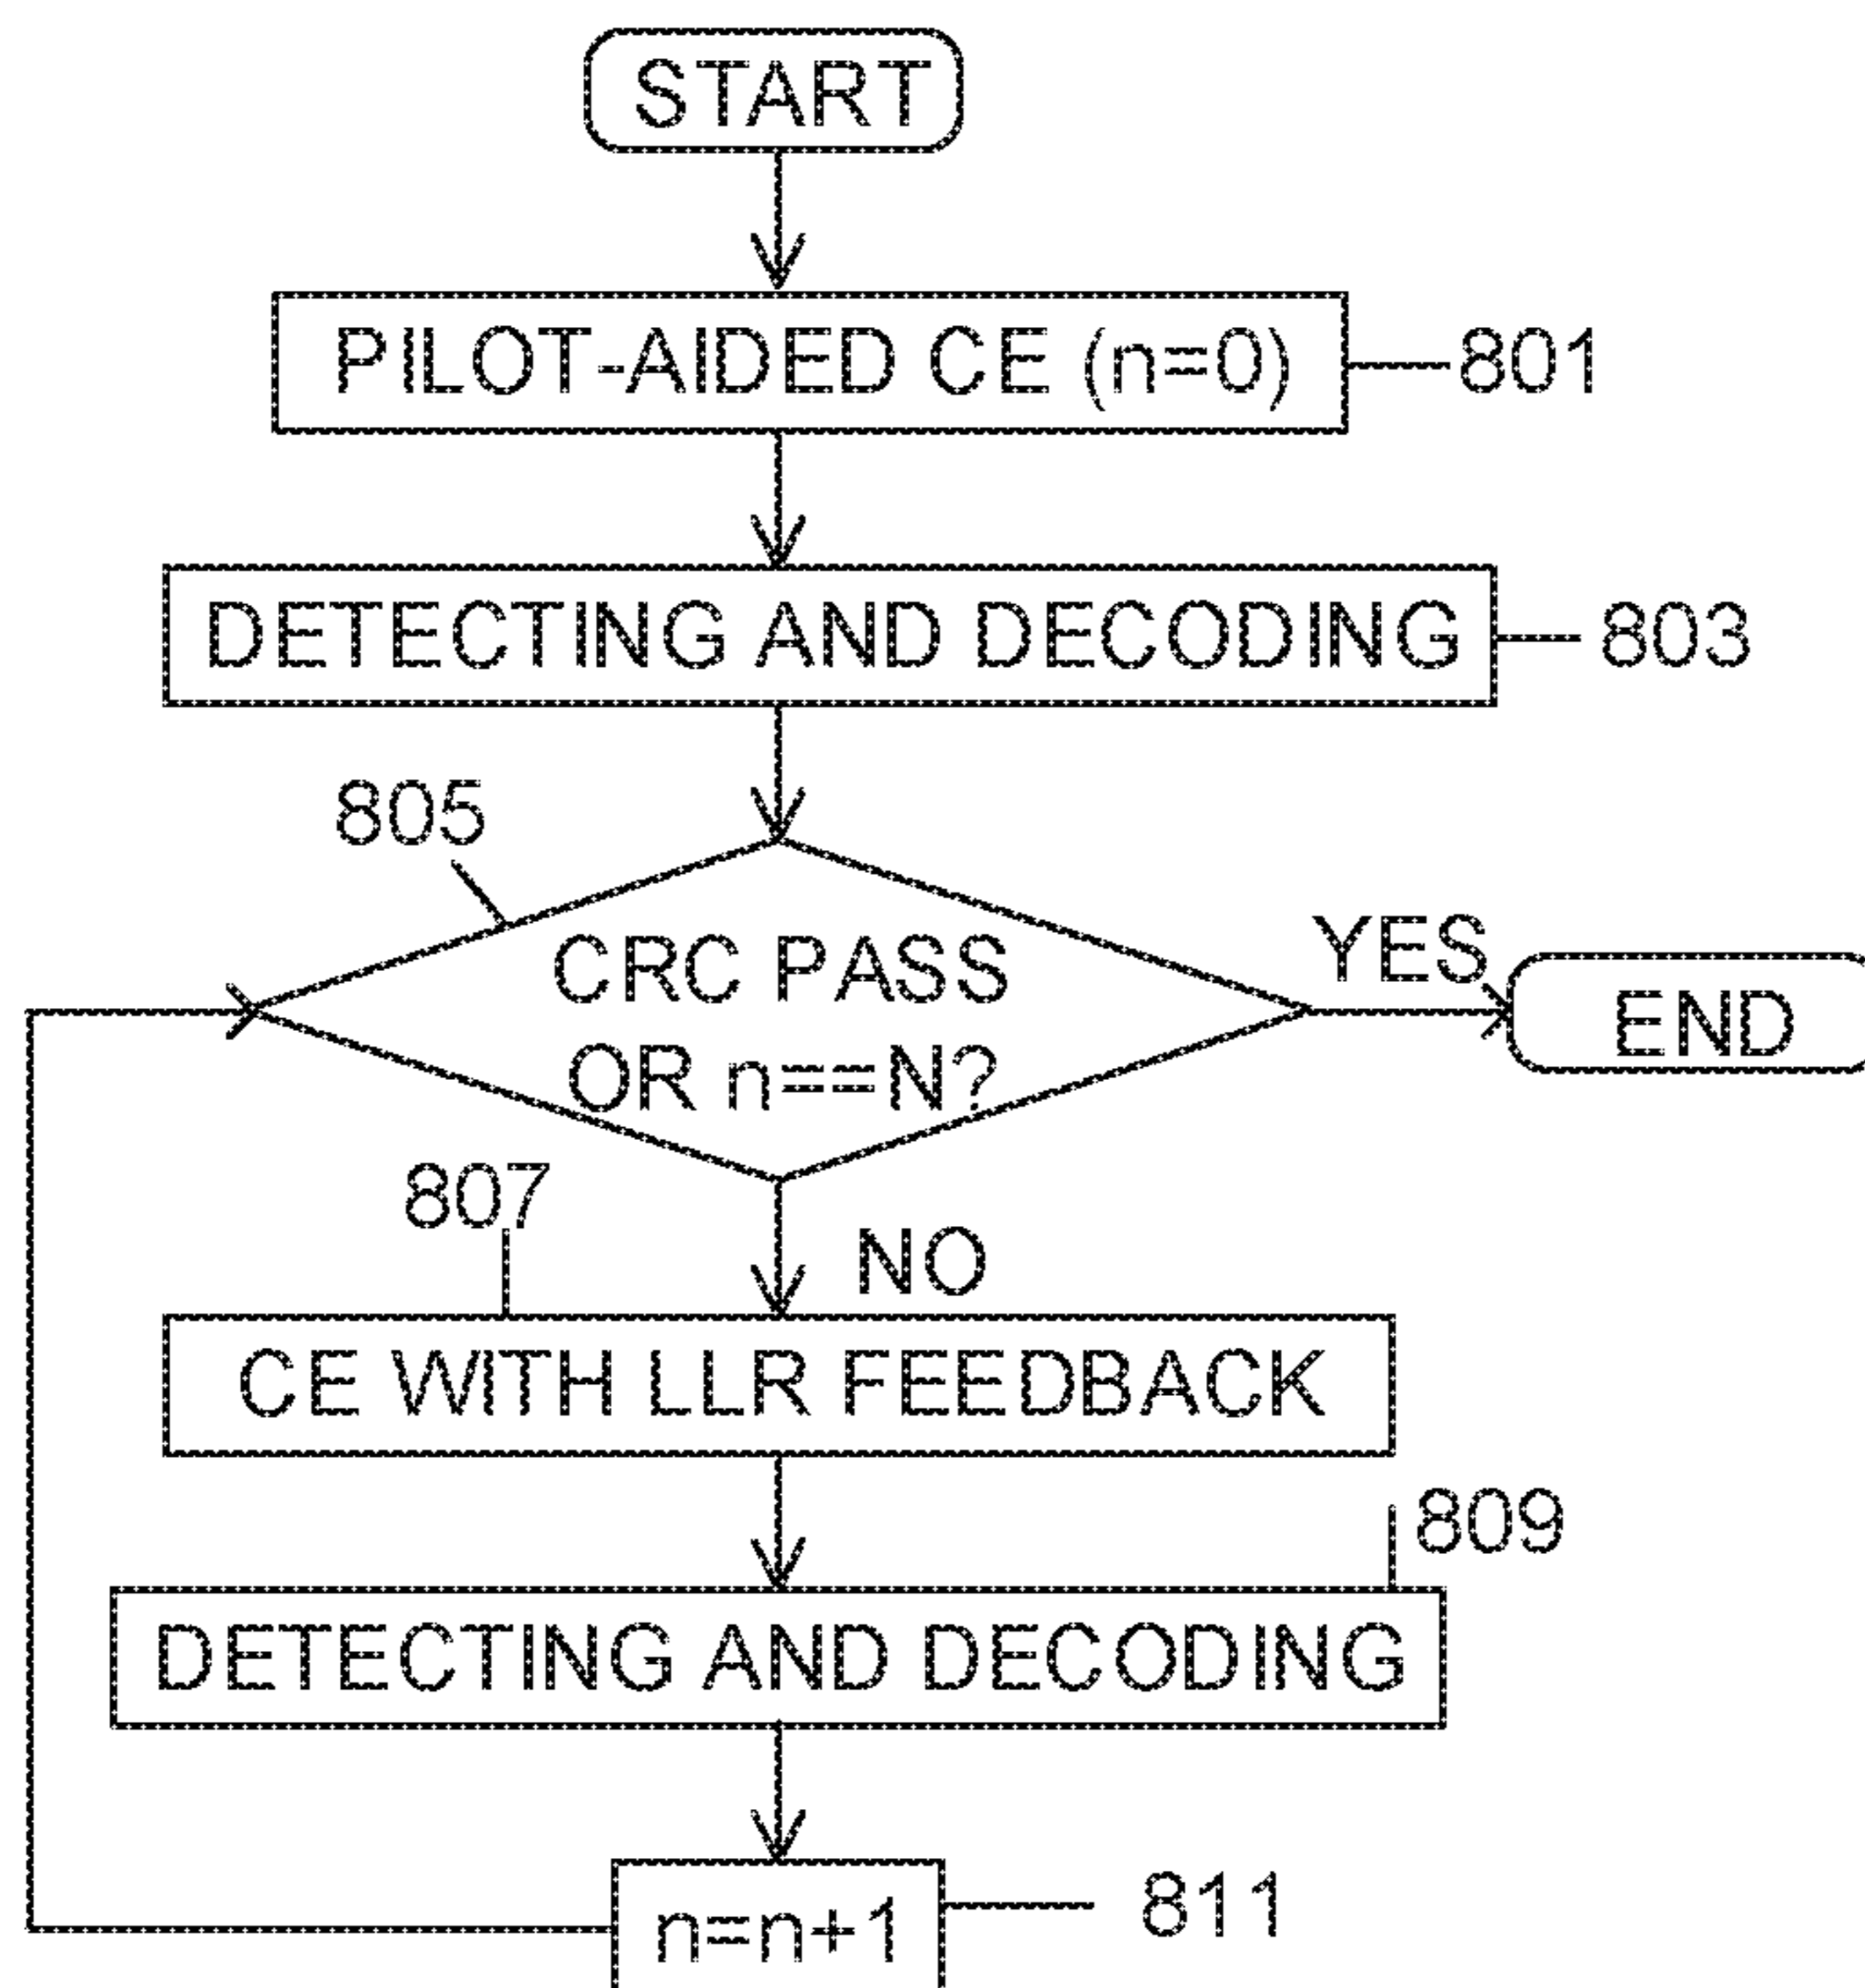 START
PILOT-AIDED CE (n=0)
801
DETECTING AND DECODING
803
805
CRC PASS
OR n==N?
YES
END
807
NO
CE WITH LLR FEEDBACK
809
DETECTING AND DECODING
n=n+1
811